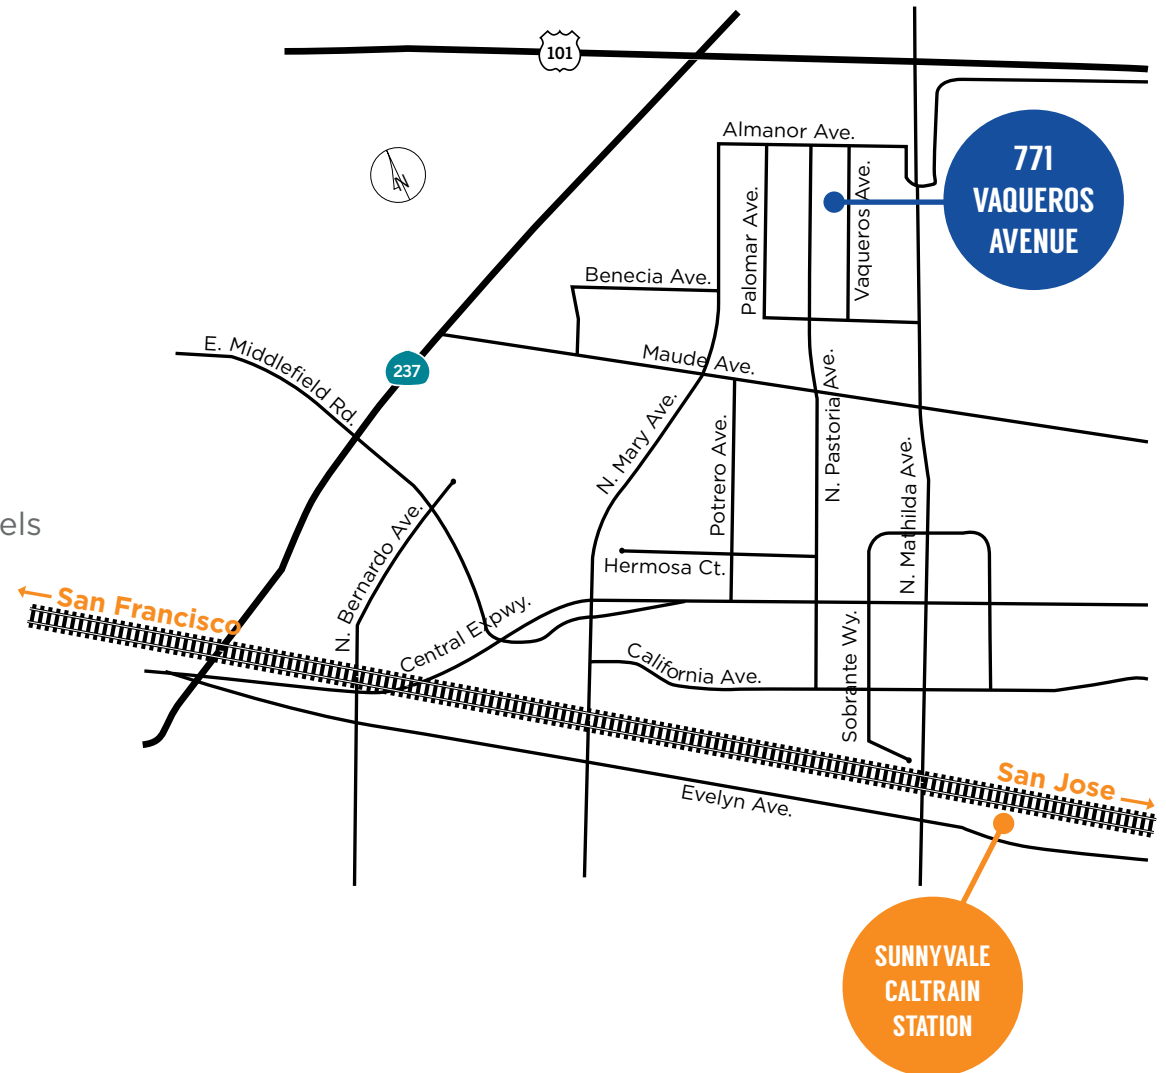 101
Almanor Ave.
771
VAQUEROS
AVENUE
N
Palomar Ave.
Vaqueros Ave.
Benecia Ave.
E. Middlefield Rd.
237
Maude Ave.
N. Mary Ave.
Potrero Ave.
N. Pastoria Ave.
N. Mathilda Ave.
els
N. Bernardo Ave.
Hermosa Ct.
San Francisco
Central Expwy.
California Ave.
Sobrante Wy.
San Jose
Evelyn Ave.
SUNNYVALE
CALTRAIN
STATION